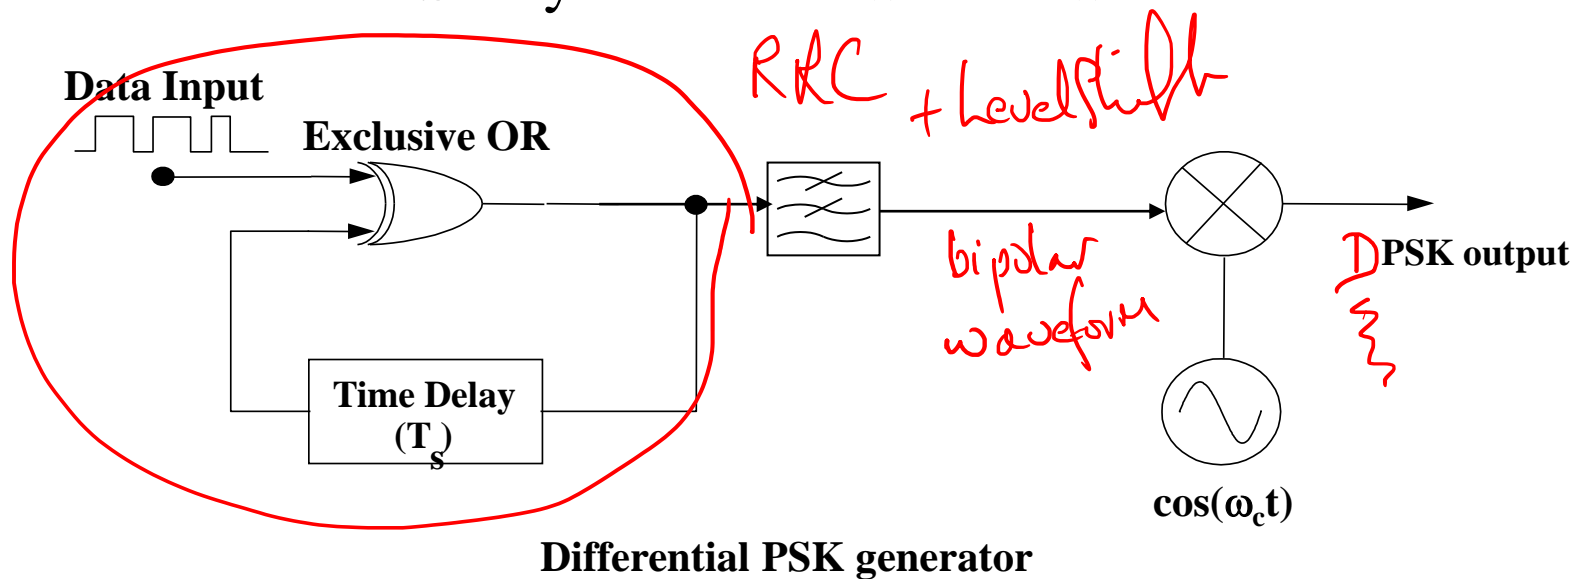 RRC + Level Shift
Data Input
Exclusive OR
bipolar
waveform
DPSK output
Time Delay
(Ts)
cos(ωct)
Differential PSK generator